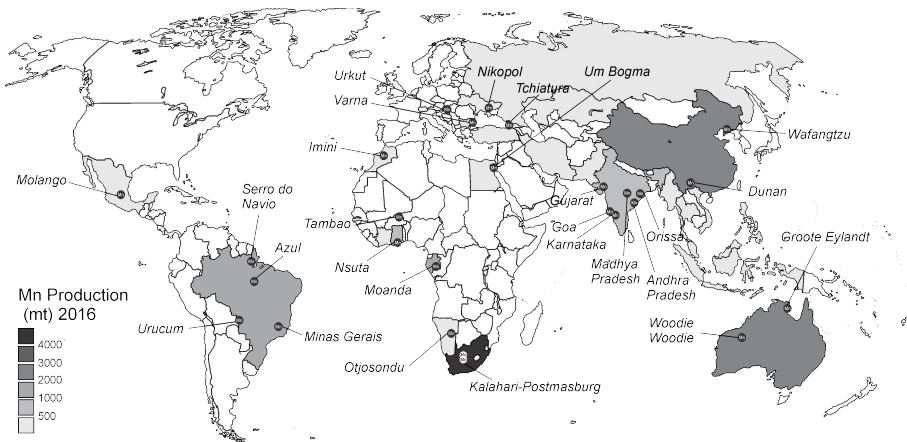 Urkut
Nikopol
Um Bogma
Tchiatura
Varna
Wafangtzu
Imini
Molango
Serro do
Navio
Dunan
Gujarat
Tambao
Goa
Karnataka
Orissa
Groote Eylandt
Azul
Nsuta
Madhya
Pradesh
Andhra
Pradesh
Moanda
Mn Production
(mt) 2016
4000
3000
2000
1000
500
Urucum
Minas Gerais
Woodie
Woodie
Otjosondu
Kalahari-Postmasburg